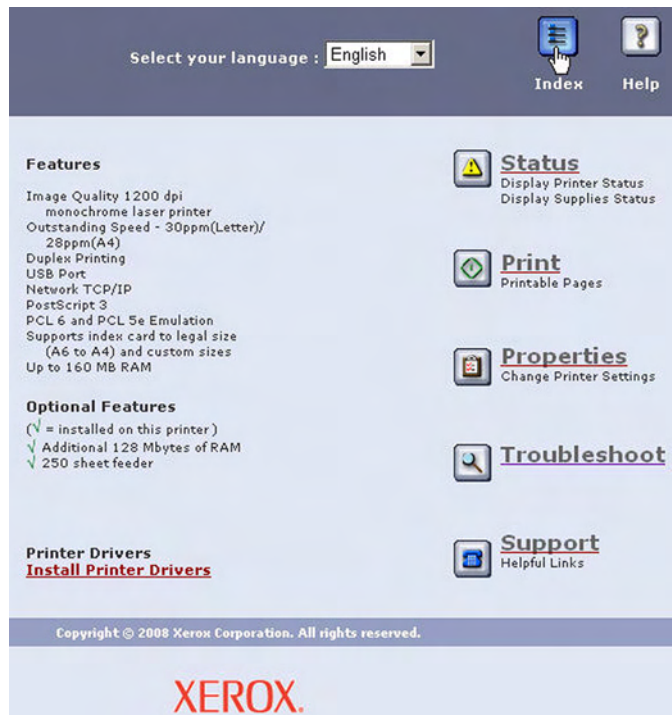 Select your language : English
Index
Help
Features
Image Quality 1200 dpi
monochrome laser printer
Outstanding Speed - 30ppm(Letter)/
28ppm(A4)
Duplex Printing
USB Port
Network TCP/IP
PostScript 3
PCL 6 and PCL 5e Emulation
Supports index card to legal size
(A6 to A4) and custom sizes
Up to 160 MB RAM
Optional Features
(√ = installed on this printer)
√ Additional 128 Mbytes of RAM
√ 250 sheet feeder
Printer Drivers
Install Printer Drivers
Status
Display Printer Status
Display Supplies Status
Print
Printable Pages
Properties
Change Printer Settings
Troubleshoot
Support
Helpful Links
Copyright © 2008 Xerox Corporation. All rights reserved.
XEROX.